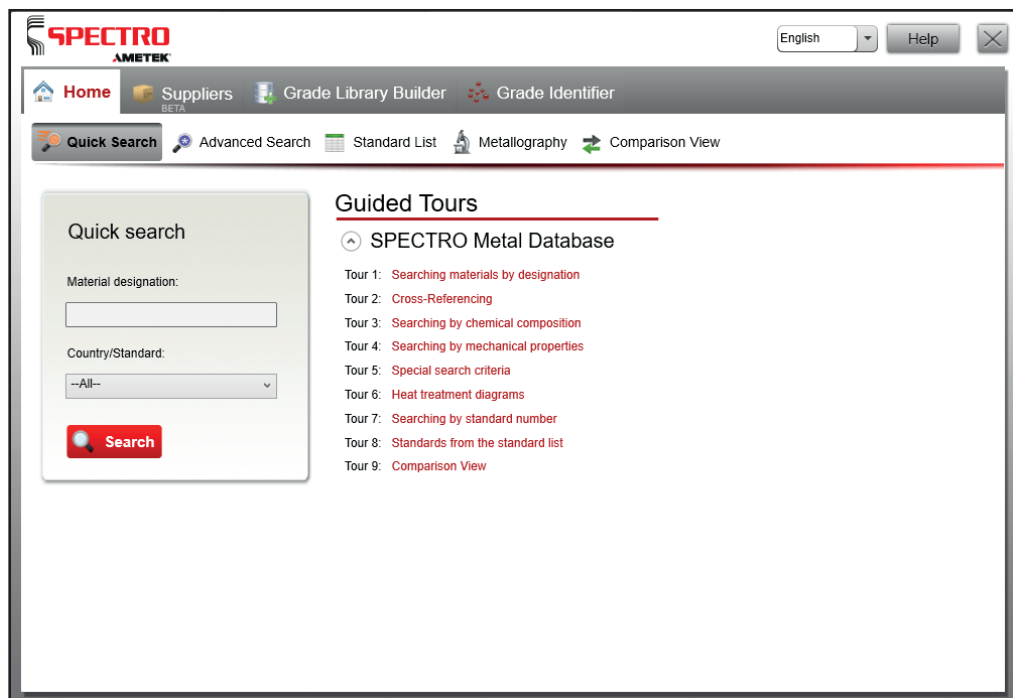 SPECTRO
AMETEK
English
Help
Home
Suppliers
BETA
Grade Library Builder
Grade Identifier
Quick Search
Advanced Search
Standard List
Metallography
Comparison View
Quick search
Material designation:
Country/Standard:
--All--
Search
Guided Tours
SPECTRO Metal Database
Tour 1: Searching materials by designation
Tour 2: Cross-Referencing
Tour 3: Searching by chemical composition
Tour 4: Searching by mechanical properties
Tour 5: Special search criteria
Tour 6: Heat treatment diagrams
Tour 7: Searching by standard number
Tour 8: Standards from the standard list
Tour 9: Comparison View